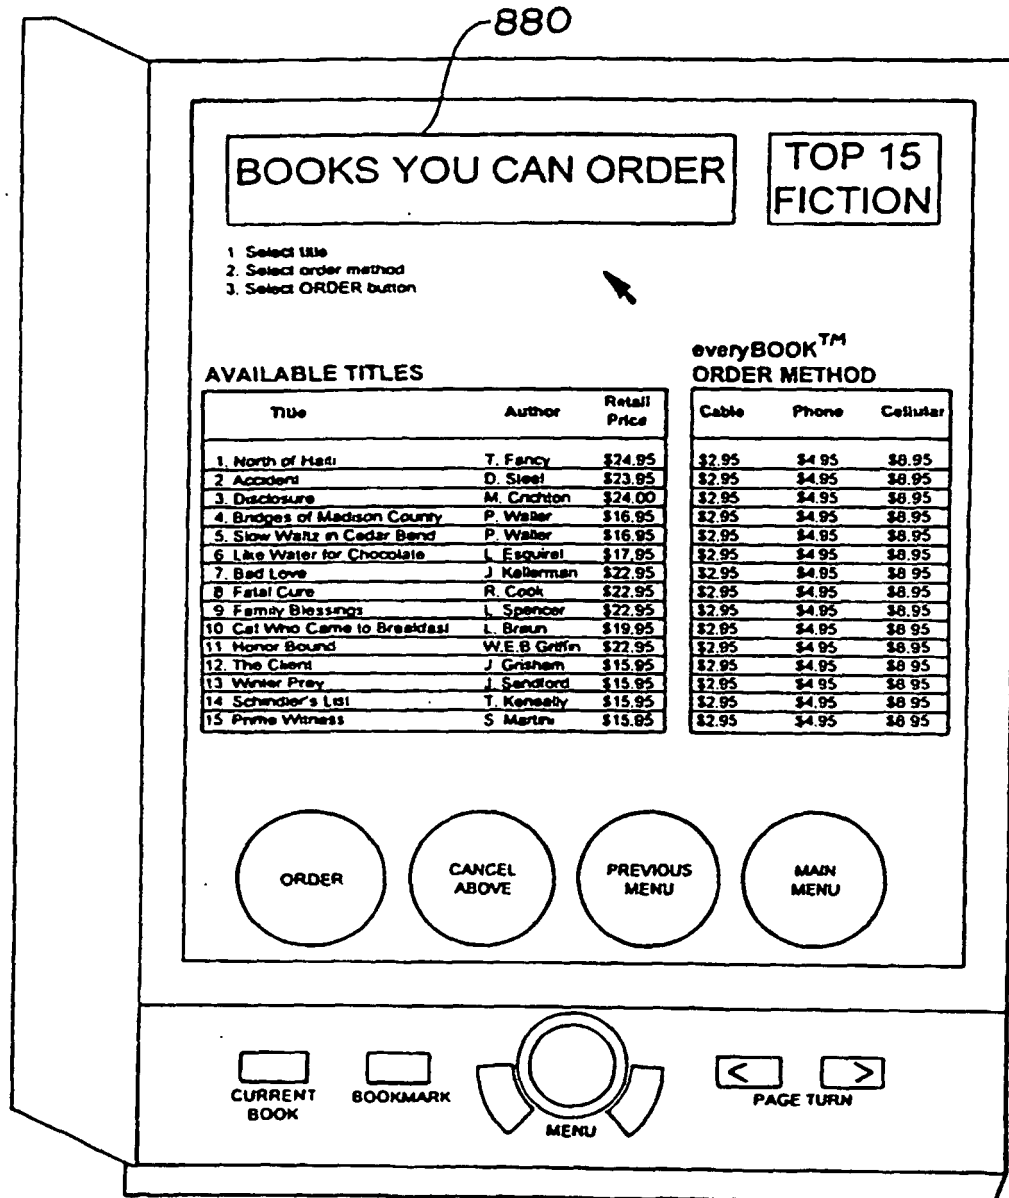 880
BOOKS YOU CAN ORDER
TOP 15
FICTION
1 Select title
2. Select order method
3. Select ORDER button
everyBOOK™
AVAILABLE TITLES
ORDER METHOD
Title Author Retail Price Cable Phone Cellular
1. North of Haiti T. Fancy $24.95 $2.95 $4.95 $8.95
2 Accident D. Steel $23.95 $2.95 $4.95 $8.95
3. Disclosure M. Crichton $24.00 $2.95 $4.95 $8.95
4. Bridges of Madison County P. Waller $16.95 $2.95 $4.95 $8.95
5. Slow Waltz in Cedar Bend P. Waller $16.95 $2.95 $4.95 $8.95
6 Like Water for Chocolate L. Esquirel $17.95 $2.95 $4.95 $8.95
7. Bad Love J Kellerman $22.95 $2.95 $4.95 $8 95
8 Fatal Cure R. Cook $22.95 $2.95 $4.95 $8.95
9 Family Blessings L. Spencer $22.95 $2.95 $4.95 $8.95
10 Cat Who Came to Breakfast L. Braun $19.95 $2.95 $4.95 $8 95
11 Honor Bound W.E.B Griffin $22.95 $2.95 $4.95 $8.95
12. The Client J Grisham $15.95 $2.95 $4.95 $8 95
13 Winter Prey J. Sandford $15.95 $2.95 $4 95 $8 95
14 Schindler's List T. Keneally $15.95 $2.95 $4.95 $8 95
15 Prime Witness S Martini $15.95 $2.95 $4.95 $8 95
ORDER
CANCEL
ABOVE
PREVIOUS
MENU
MAIN
MENU
CURRENT
BOOK
BOOKMARK
MENU
< >
PAGE TURN